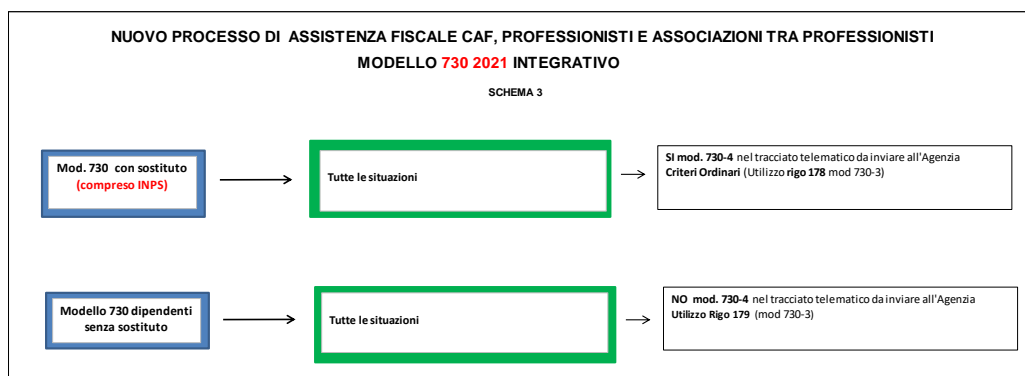 NUOVO PROCESSO DI ASSISTENZA FISCALE CAF, PROFESSIONISTI E ASSOCIAZIONI TRA PROFESSIONISTI
MODELLO 730 2021 INTEGRATIVO
SCHEMA 3
Mod. 730 con sostituto
(compreso INPS)
Tutte le situazioni
SI mod. 730-4 nel tracciato telematico da inviare all'Agenzia
Criteri Ordinari (Utilizzo rigo 178 mod 730-3)
Modello 730 dipendenti
senza sostituto
Tutte le situazioni
NO mod. 730-4 nel tracciato telematico da inviare all'Agenzia
Utilizzo Rigo 179 (mod 730-3)